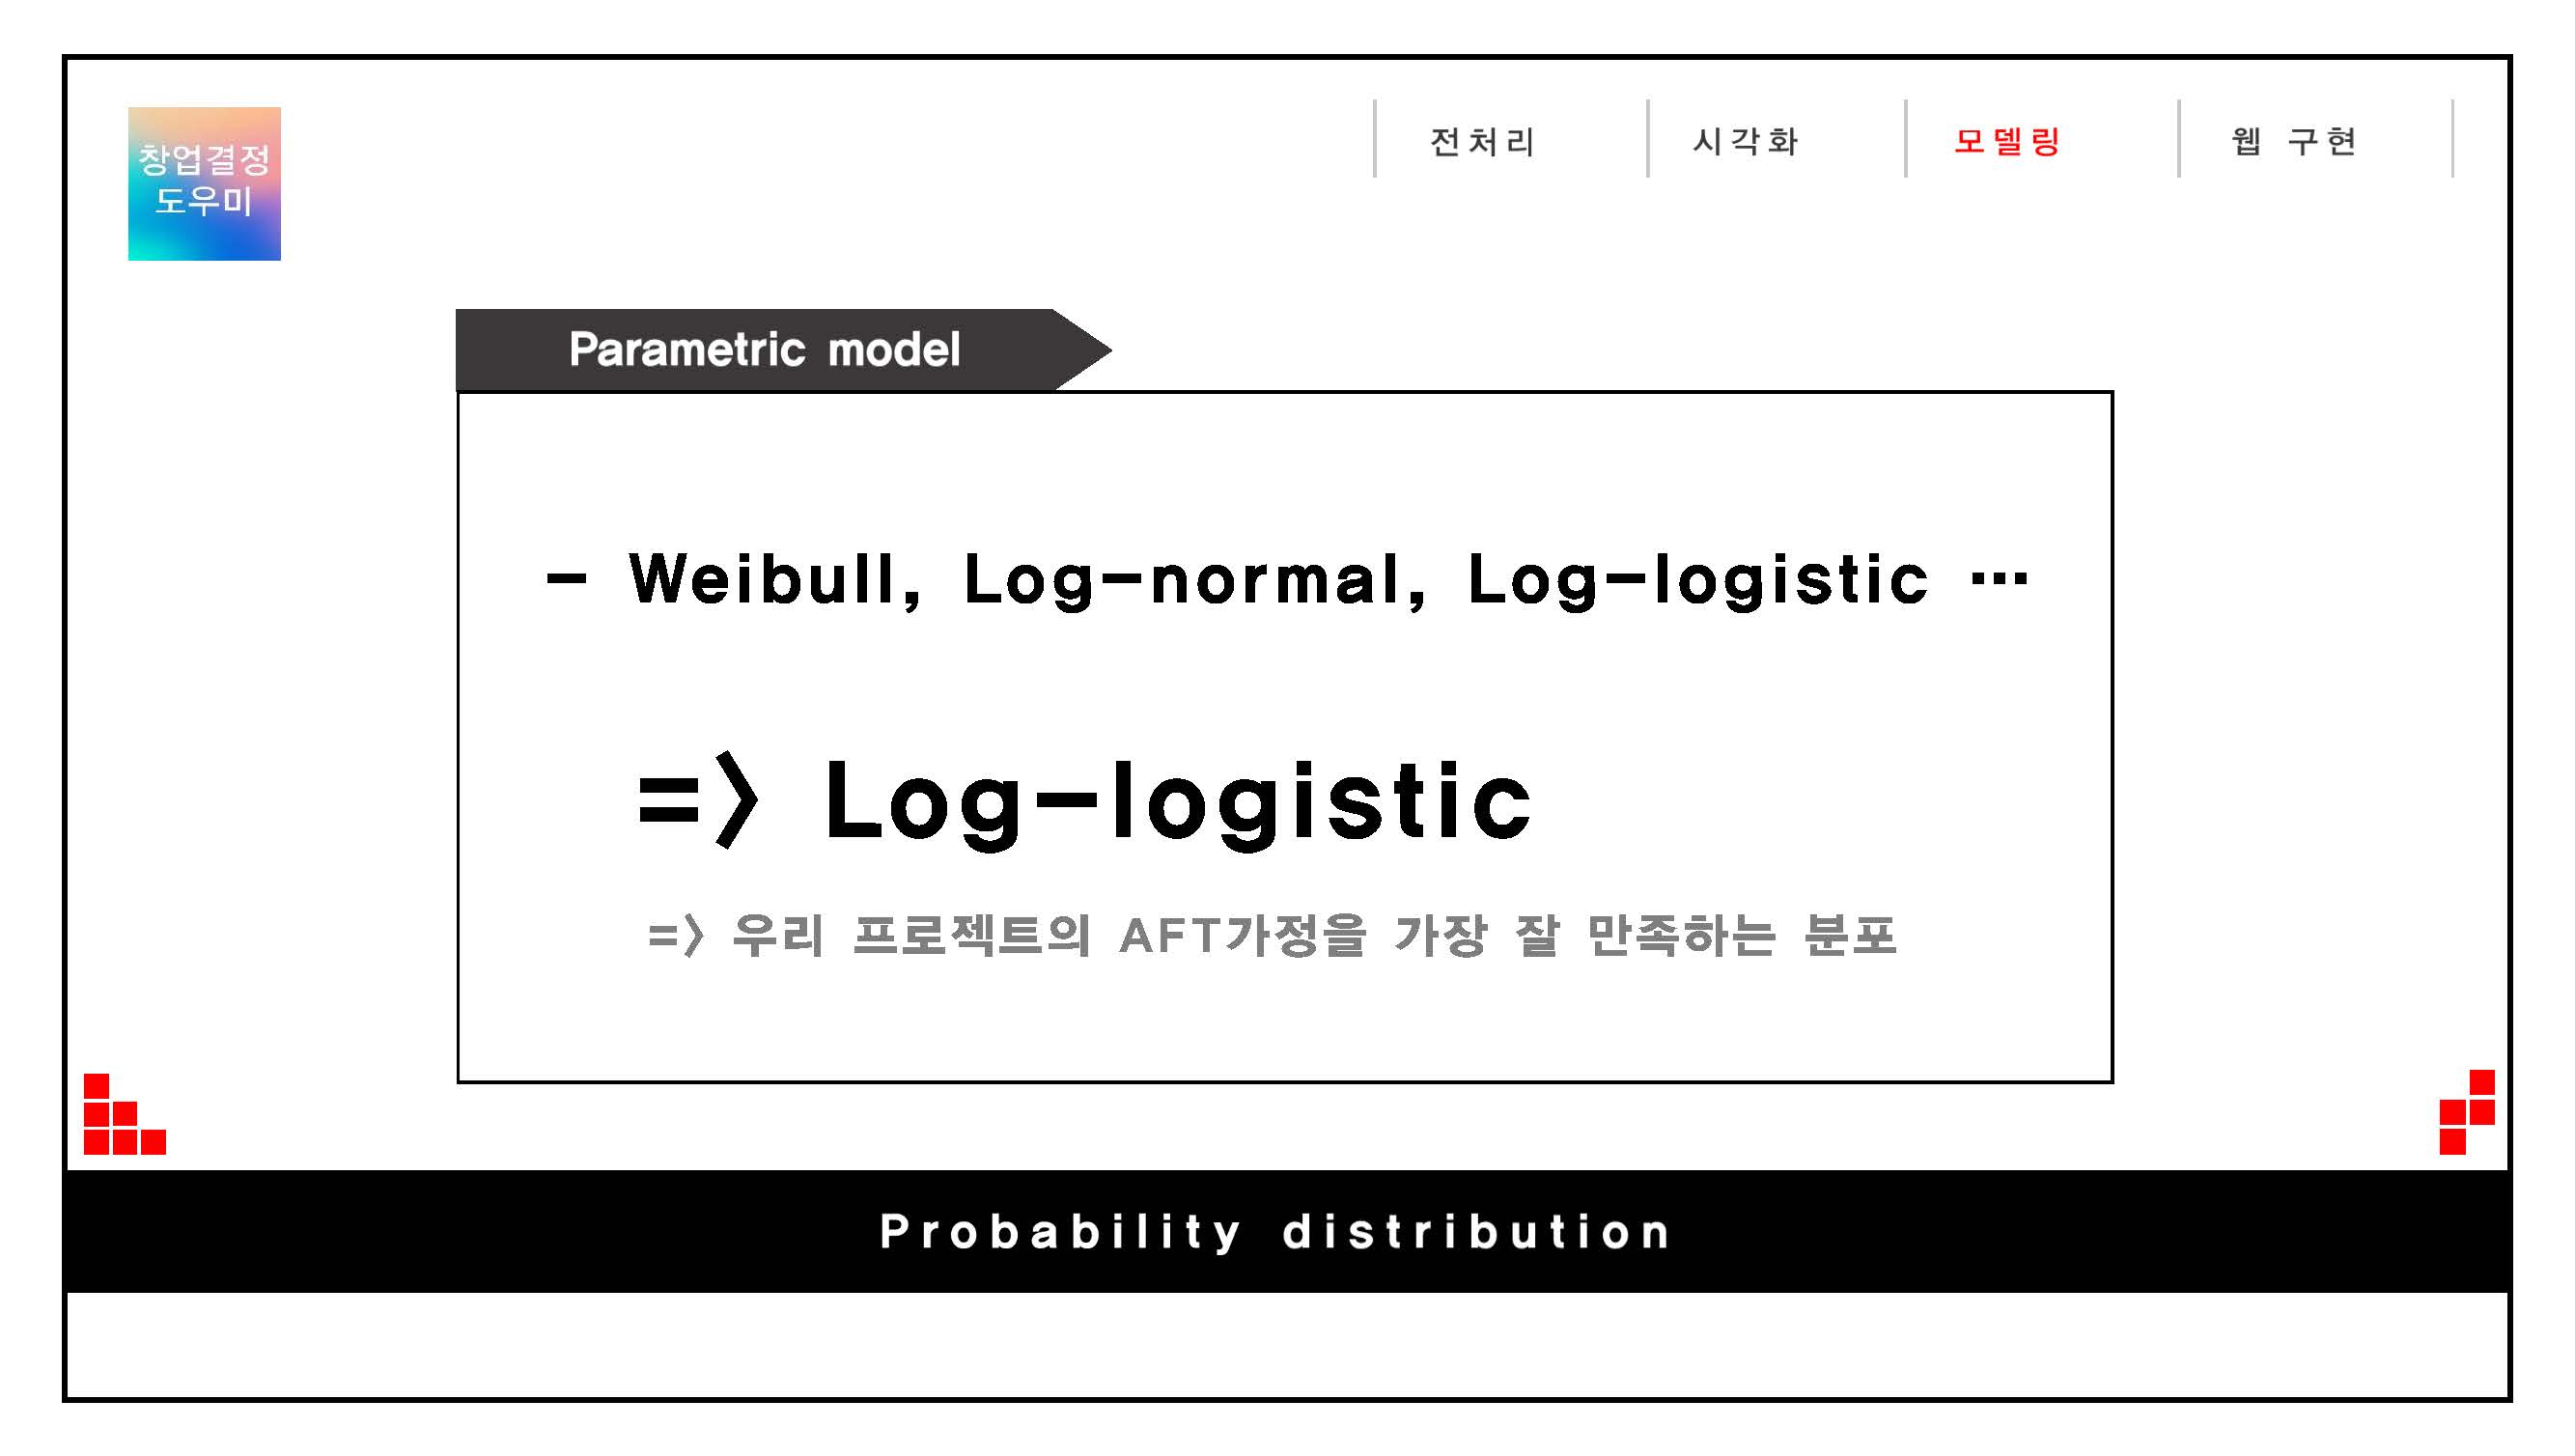 창업결정
도우미
전처리
시각화
모델링
웹 구현
Parametric model
- Weibull, Log-normal, Log-logistic …
=> Log-logistic
=> 우리 프로젝트의 AFT가정을 가장 잘 만족하는 분포
Probability distribution